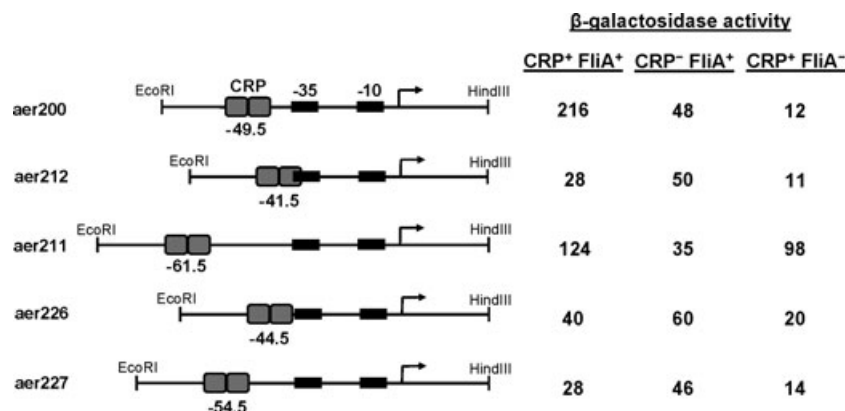 β-galactosidase activity
CRP⁺ FliA⁺ CRP⁻ FliA⁺ CRP⁺ FliA⁻
EcoRI CRP -35 -10 HindIII
aer200 216 48 12
-49.5
EcoRI HindIII
aer212 28 50 11
-41.5
EcoRI HindIII
aer211 124 35 98
-61.5
EcoRI HindIII
aer226 40 60 20
-44.5
EcoRI HindIII
aer227 28 46 14
-54.5